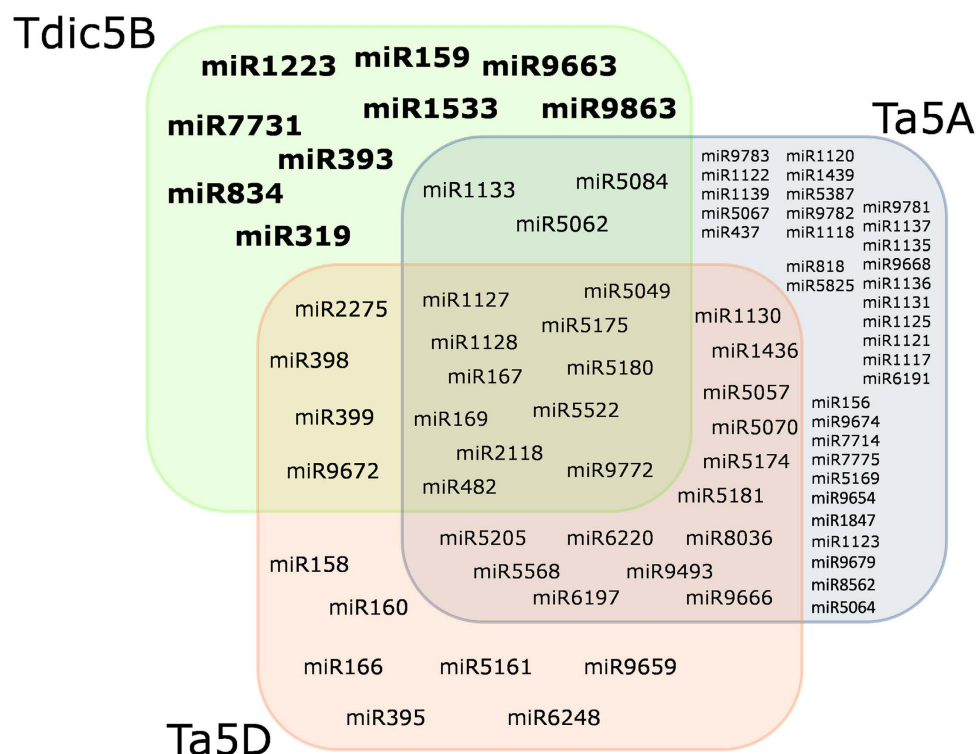 Tdic5B
miR1223 miR159 miR9663
miR1533 miR9863
miR7731
miR393
miR834
miR319
Ta5A
miR1133 miR5084
miR5062
miR9783 miR1120
miR1122 miR1439
miR1139 miR5387
miR5067 miR9782
miR437 miR1118
miR818
miR5825
miR9781
miR1137
miR1135
miR9668
miR1136
miR1131
miR1125
miR1121
miR1117
miR6191
miR156
miR9674
miR7714
miR7775
miR5169
miR9654
miR1847
miR1123
miR9679
miR8562
miR5064
miR2275
miR398
miR399
miR9672
miR1127 miR5049
miR5175
miR1128
miR167 miR5180
miR169 miR5522
miR2118
miR9772
miR482
miR1130
miR1436
miR5057
miR5070
miR5174
miR5181
miR5205 miR6220 miR8036
miR5568 miR9493
miR6197 miR9666
miR158
miR160
miR166 miR5161 miR9659
miR395 miR6248
Ta5D